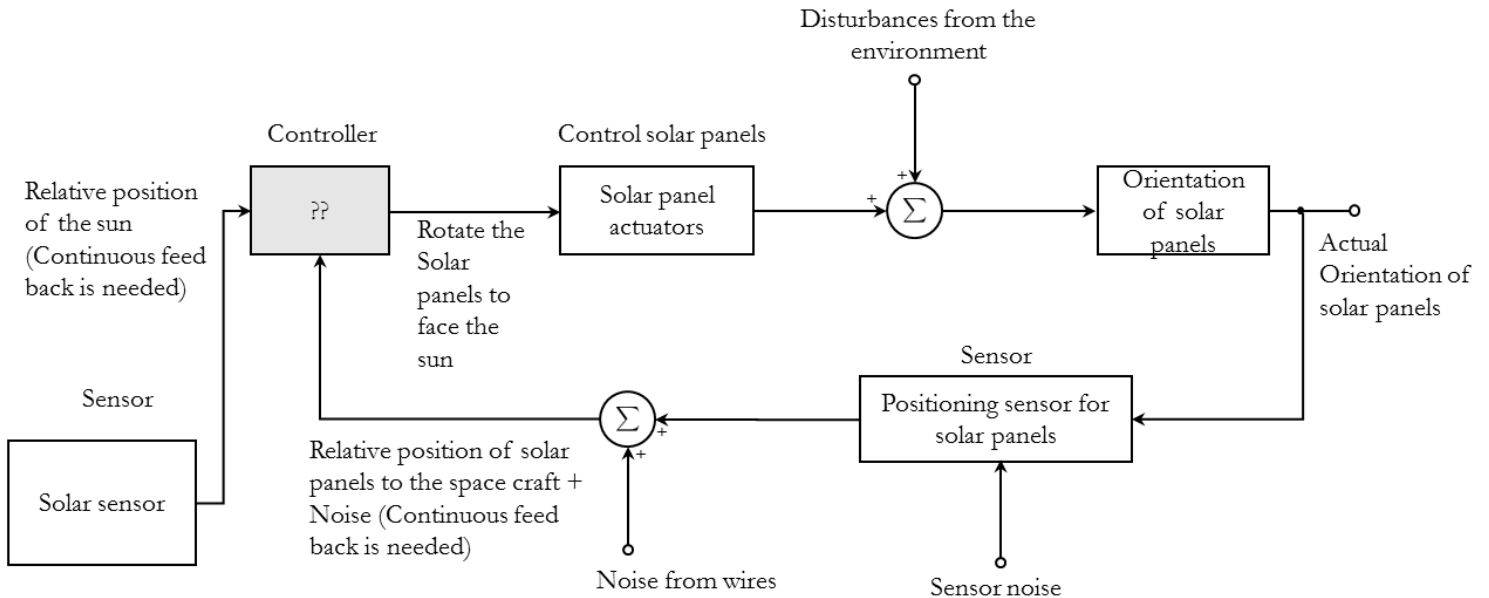 Disturbances from the
environment
Controller
Control solar panels
Relative position
of the sun
(Continuous feed
back is needed)
??
Rotate the
Solar
panels to
face the
sun
Solar panel
actuators
+
+
Σ
Orientation
of solar
panels
Actual
Orientation of
solar panels
Sensor
Positioning sensor for
solar panels
Sensor noise
Σ
+
+
Noise from wires
Relative position of solar
panels to the space craft +
Noise (Continuous feed
back is needed)
Sensor
Solar sensor